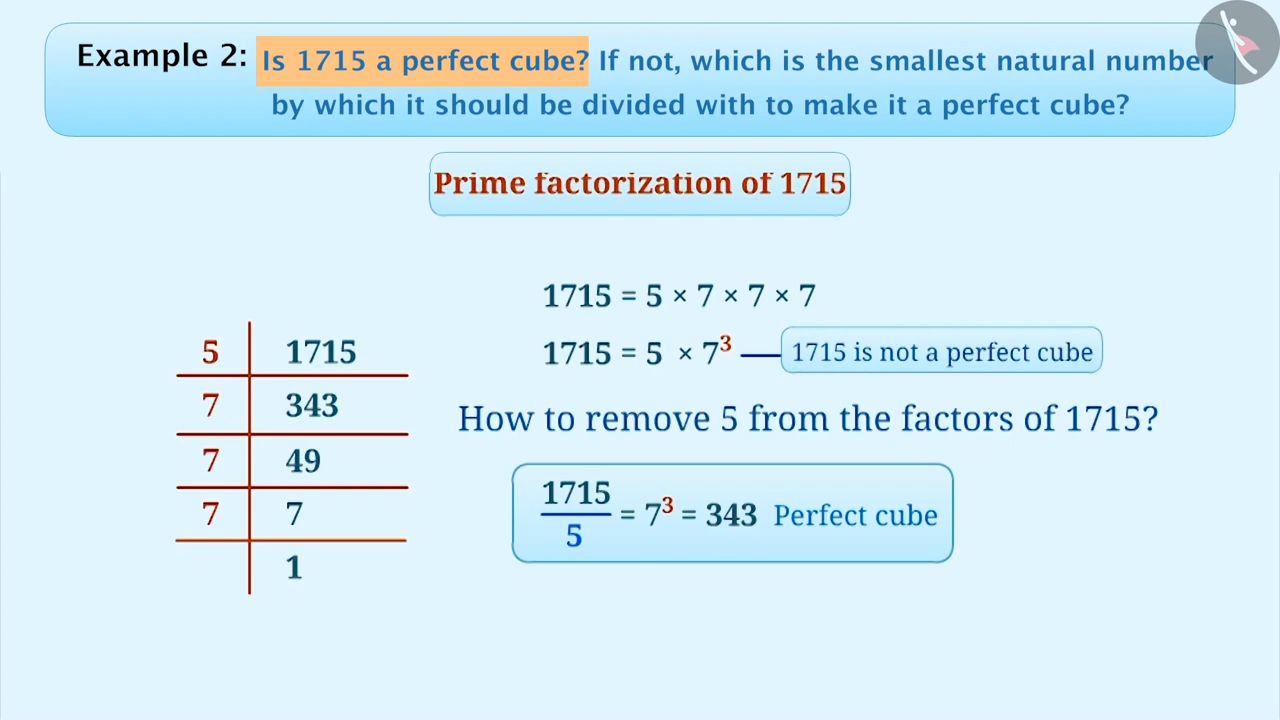 Example 2: Is 1715 a perfect cube? If not, which is the smallest natural number
by which it should be divided with to make it a perfect cube?
Prime factorization of 1715
5 | 1715
7 | 343
7 | 49
7 | 7
1
1715 = 5 × 7 × 7 × 7
1715 = 5 × 7³ — 1715 is not a perfect cube
How to remove 5 from the factors of 1715?
1715/5 = 7³ = 343 Perfect cube